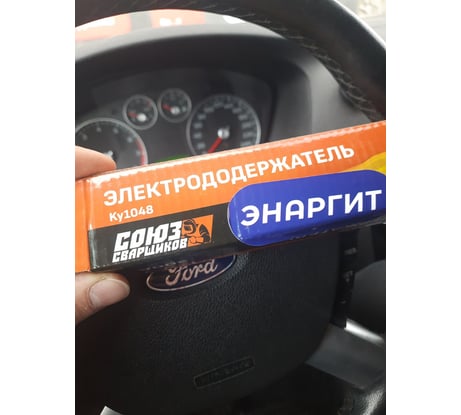 ЭЛЕКТРОДОДЕРЖАТЕЛЬ
Ку1048
СОЮЗ
СВАРЩИКОВ
ЭНАРГИТ
Ford